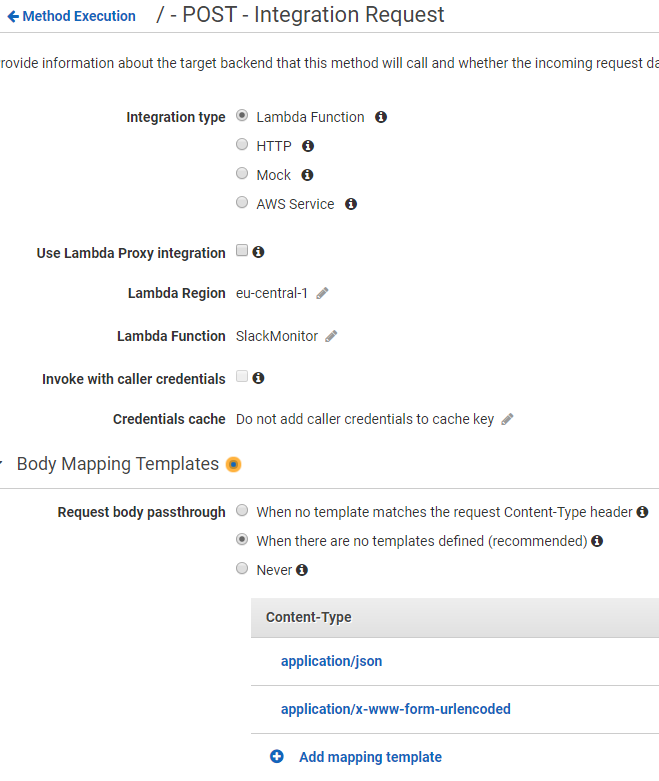 Method Execution / - POST - Integration Request
rovide information about the target backend that this method will call and whether the incoming request da
Integration type Lambda Function
HTTP
Mock
AWS Service
Use Lambda Proxy integration
Lambda Region eu-central-1
Lambda Function SlackMonitor
Invoke with caller credentials
Credentials cache Do not add caller credentials to cache key
Body Mapping Templates
Request body passthrough When no template matches the request Content-Type header
When there are no templates defined (recommended)
Never
Content-Type
application/json
application/x-www-form-urlencoded
Add mapping template